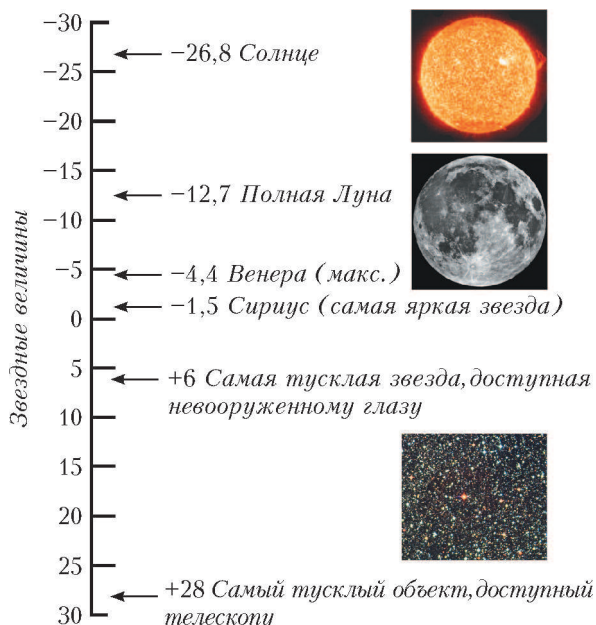 −30
−26,8 Солнце
−25
−20
−15
−12,7 Полная Луна
−10
−5
−4,4 Венера (макс.)
−1,5 Сириус (самая яркая звезда)
0
5
+6 Самая тусклая звезда, доступная
невооруженному глазу
10
15
20
25
+28 Самый тусклый объект, доступный
телескопу
30
Звездные величины